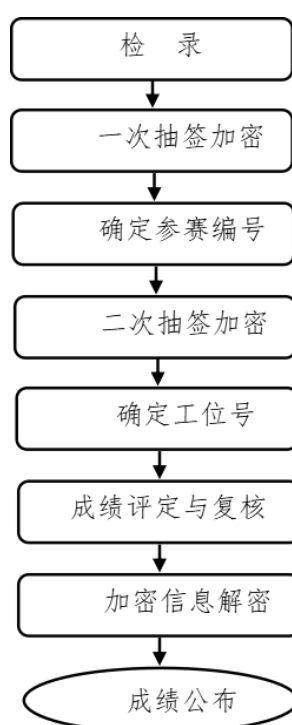 检 录
一次抽签加密
确定参赛编号
二次抽签加密
确定工位号
成绩评定与复核
加密信息解密
成绩公布